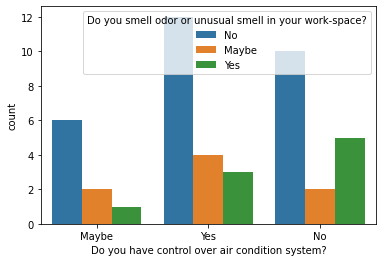 Do you smell odor or unusual smell in your work-space?
No
Maybe
Yes
12
10
8
6
4
2
0
count
Maybe Yes No
Do you have control over air condition system?